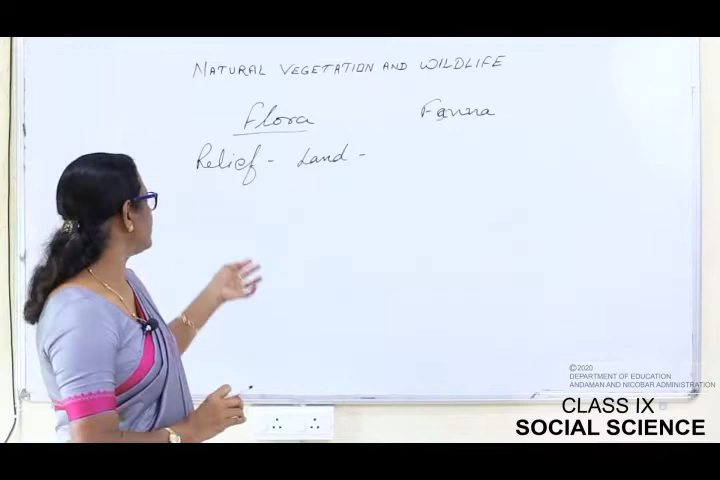 NATURAL VEGETATION AND WILDLIFE
Flora Fauna
Relief - Land -
©2020
DEPARTMENT OF EDUCATION
ANDAMAN AND NICOBAR ADMINISTRATION
CLASS IX
SOCIAL SCIENCE